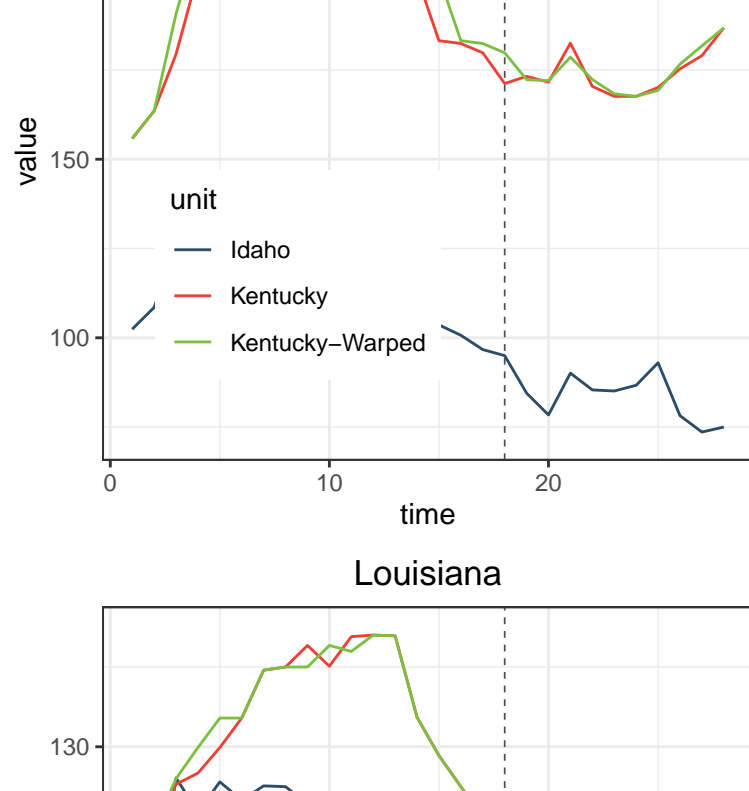 value
150
100
unit
Idaho
Kentucky
Kentucky−Warped
0
10
20
time
Louisiana
130